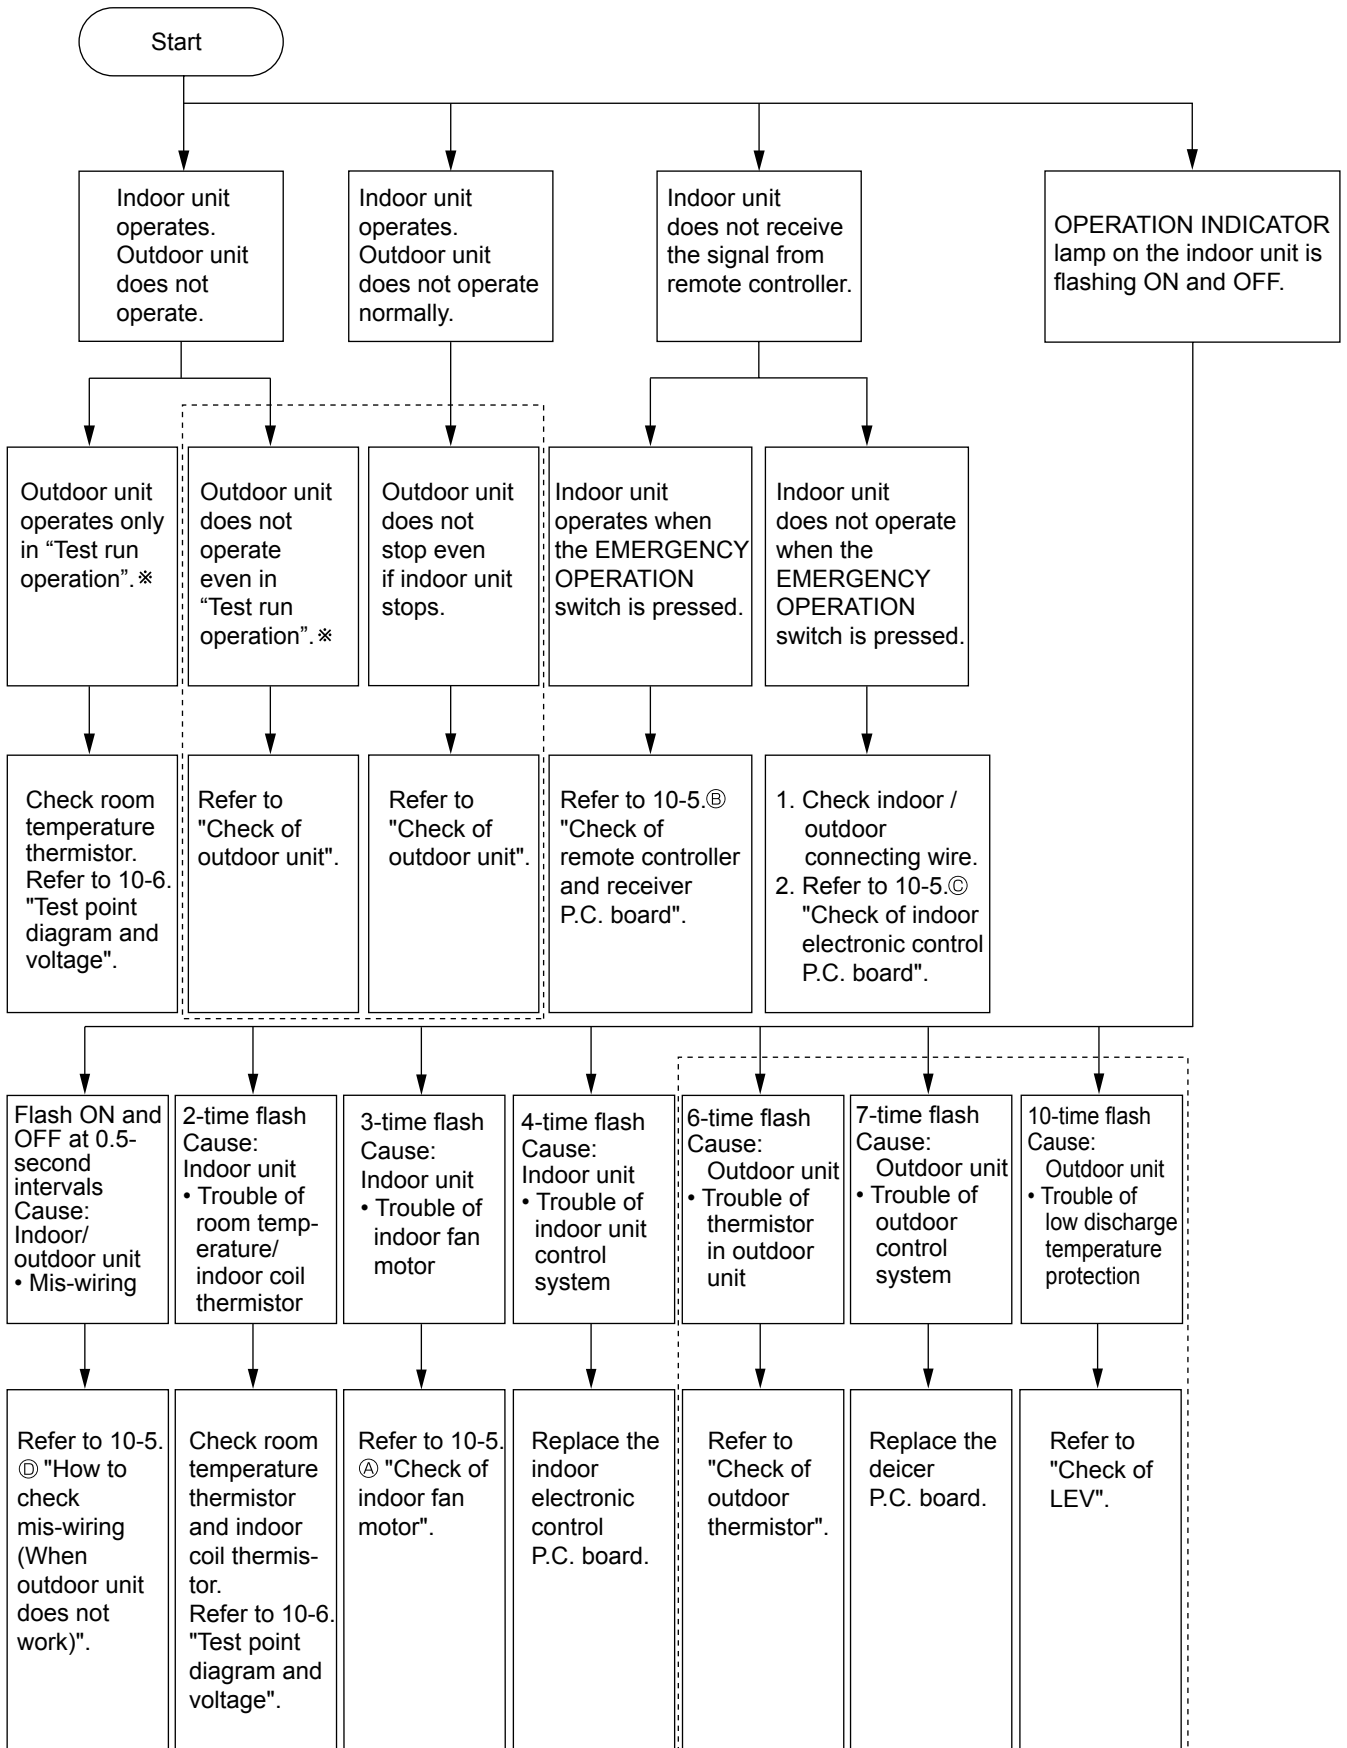 Start
Indoor unit
operates.
Outdoor unit
does not
operate.
Indoor unit
operates.
Outdoor unit
does not operate
normally.
Indoor unit
does not receive
the signal from
remote controller.
OPERATION INDICATOR
lamp on the indoor unit is
flashing ON and OFF.
Outdoor unit
operates only
in “Test run
operation”.※
Outdoor unit
does not
operate
even in
“Test run
operation”.※
Outdoor unit
does not
stop even
if indoor unit
stops.
Indoor unit
operates when
the EMERGENCY
OPERATION
switch is pressed.
Indoor unit
does not operate
when the
EMERGENCY
OPERATION
switch is pressed.
Check room
temperature
thermistor.
Refer to 10-6.
"Test point
diagram and
voltage".
Refer to
"Check of
outdoor unit".
Refer to
"Check of
outdoor unit".
Refer to 10-5.Ⓑ
"Check of
remote controller
and receiver
P.C. board".
1. Check indoor /
outdoor
connecting wire.
2. Refer to 10-5.Ⓒ
"Check of indoor
electronic control
P.C. board".
Flash ON and
OFF at 0.5-
second
intervals
Cause:
Indoor/
outdoor unit
• Mis-wiring
2-time flash
Cause:
Indoor unit
• Trouble of
room temp-
erature/
indoor coil
thermistor
3-time flash
Cause:
Indoor unit
• Trouble of
indoor fan
motor
4-time flash
Cause:
Indoor unit
• Trouble of
indoor unit
control
system
6-time flash
Cause:
Outdoor unit
• Trouble of
thermistor
in outdoor
unit
7-time flash
Cause:
Outdoor unit
• Trouble of
outdoor
control
system
10-time flash
Cause:
Outdoor unit
• Trouble of
low discharge
temperature
protection
Refer to 10-5.
Ⓓ "How to
check
mis-wiring
(When
outdoor unit
does not
work)".
Check room
temperature
thermistor
and indoor
coil thermis-
tor.
Refer to 10-6.
"Test point
diagram and
voltage".
Refer to 10-5.
Ⓐ "Check of
indoor fan
motor".
Replace the
indoor
electronic
control
P.C. board.
Refer to
"Check of
outdoor
thermistor".
Replace the
deicer
P.C. board.
Refer to
"Check of
LEV".